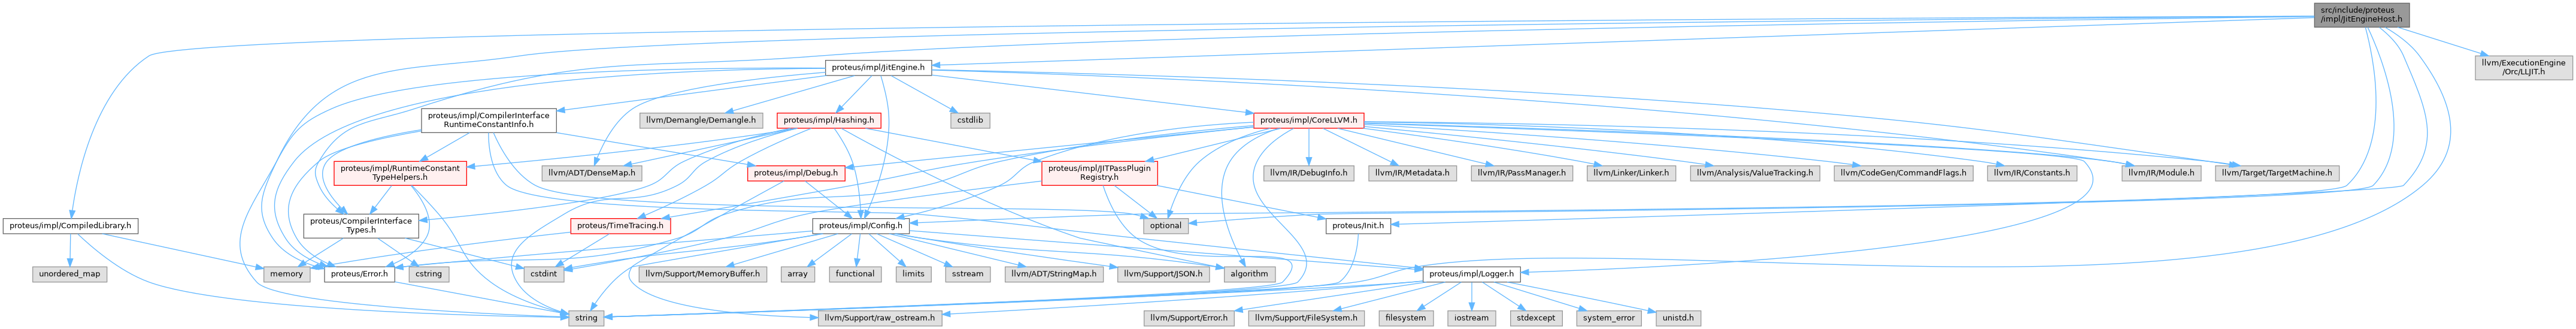 src/include/proteus
/impl/JitEngineHost.h
proteus/impl/JitEngine.h
llvm/ExecutionEngine
/Orc/LLJIT.h
proteus/impl/CompilerInterface
RuntimeConstantInfo.h
llvm/Demangle/Demangle.h
proteus/impl/Hashing.h
cstdlib
proteus/impl/CoreLLVM.h
proteus/impl/RuntimeConstant
TypeHelpers.h
llvm/ADT/DenseMap.h
proteus/impl/Debug.h
proteus/impl/JITPassPlugin
Registry.h
llvm/IR/DebugInfo.h
llvm/IR/Metadata.h
llvm/IR/PassManager.h
llvm/Linker/Linker.h
llvm/Analysis/ValueTracking.h
llvm/CodeGen/CommandFlags.h
llvm/IR/Constants.h
llvm/IR/Module.h
llvm/Target/TargetMachine.h
proteus/impl/CompiledLibrary.h
proteus/CompilerInterface
Types.h
proteus/TimeTracing.h
proteus/impl/Config.h
optional
proteus/Init.h
unordered_map
memory
proteus/Error.h
cstring
cstdint
llvm/Support/MemoryBuffer.h
array
functional
limits
sstream
llvm/ADT/StringMap.h
llvm/Support/JSON.h
algorithm
proteus/impl/Logger.h
string
llvm/Support/raw_ostream.h
llvm/Support/Error.h
llvm/Support/FileSystem.h
filesystem
iostream
stdexcept
system_error
unistd.h